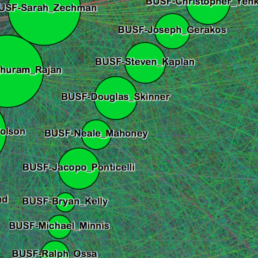 BUSF-Sarah_Zechman
BUSF-Christopher_Yenk
BUSF-Joseph_Gerakos
BUSF-Steven_Kaplan
huram_Rajan
BUSF-Douglas_Skinner
olson
BUSF-Neale_Mahoney
BUSF-Jacopo_Ponticelli
BUSF-Bryan_Kelly
BUSF-Michael_Minnis
BUSF-Ralph_Ossa